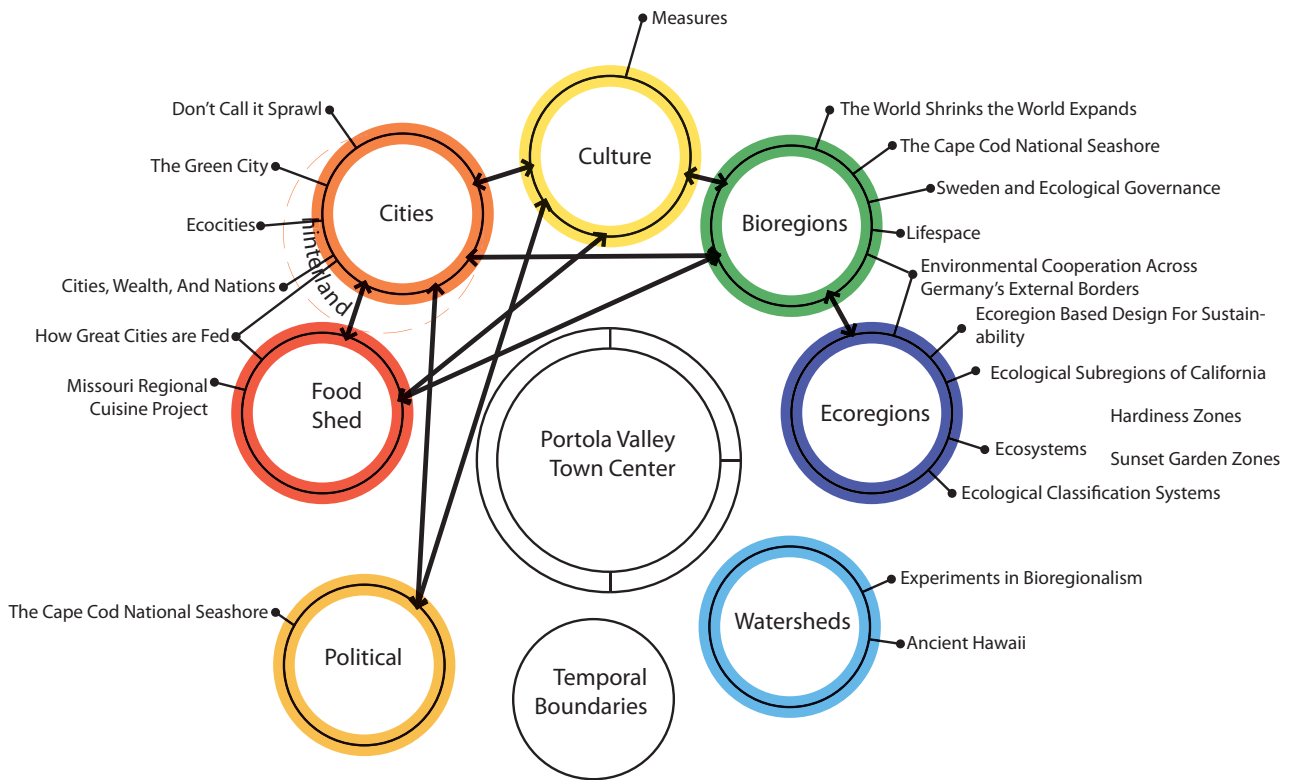 Measures
Don't Call it Sprawl
The World Shrinks the World Expands
The Cape Cod National Seashore
The Green City
Culture
Sweden and Ecological Governance
Cities
Ecocities
Bioregions
Lifespace
hinterland
Environmental Cooperation Across
Germany's External Borders
Cities, Wealth, And Nations
Ecoregion Based Design For Sustain-
ability
How Great Cities are Fed
Ecological Subregions of California
Missouri Regional
Cuisine Project
Food
Shed
Ecoregions
Hardiness Zones
Portola Valley
Town Center
Ecosystems
Sunset Garden Zones
Ecological Classification Systems
Experiments in Bioregionalism
The Cape Cod National Seashore
Watersheds
Ancient Hawaii
Political
Temporal
Boundaries